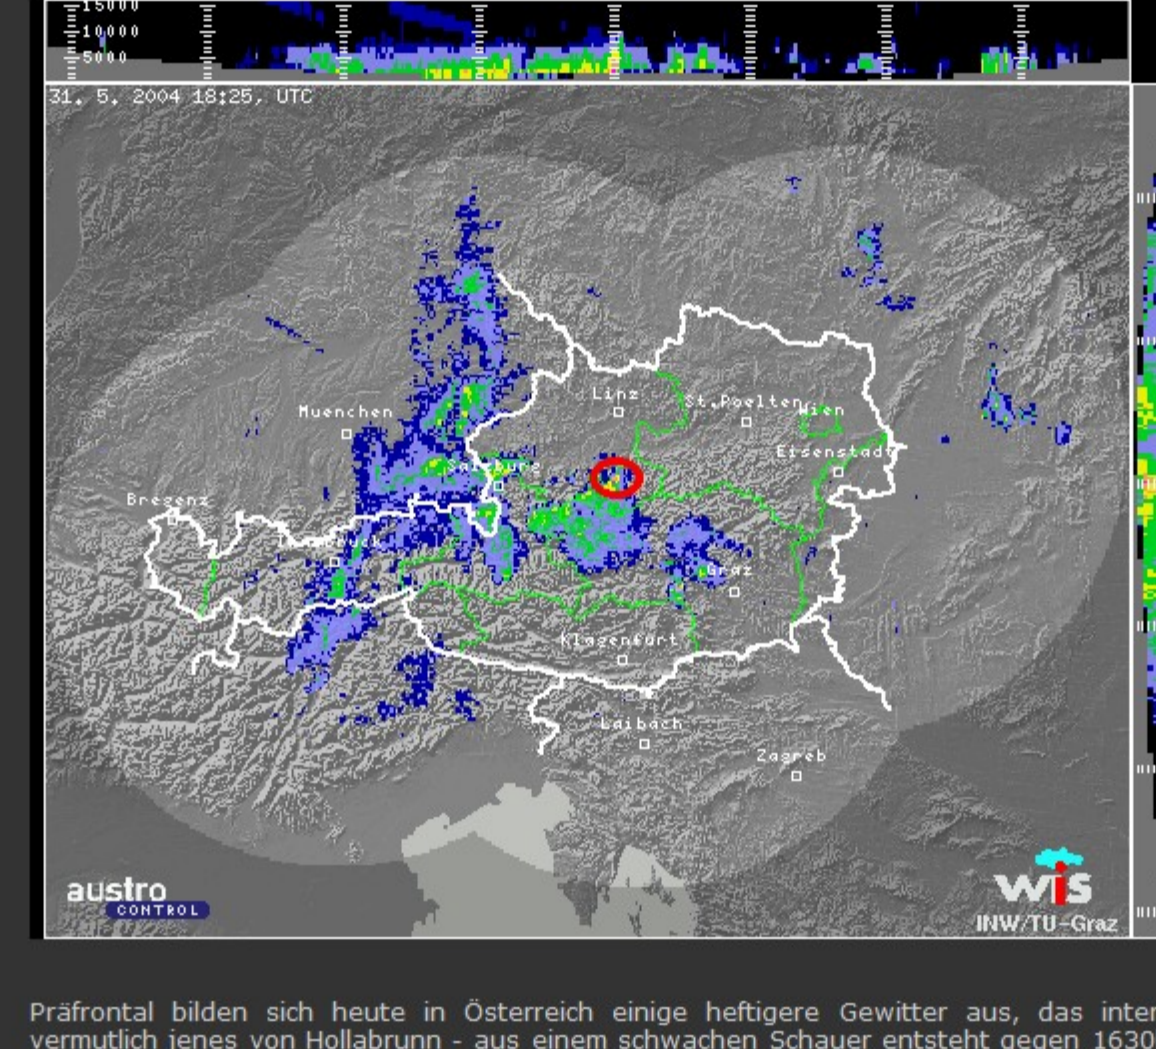 15000
10000
5000
31. 5. 2004 18:25, UTC
Linz
St.Poelten
Wien
Muenchen
Eisenstadt
Salzburg
Bregenz
Graz
Klagenfurt
Laibach
Zagreb
austro
CONTROL
wis
INW/TU-Graz
Präfrontal bilden sich heute in Österreich einige heftigere Gewitter aus, das inter
vermutlich jenes von Hollabrunn - aus einem schwachen Schauer entsteht gegen 1630